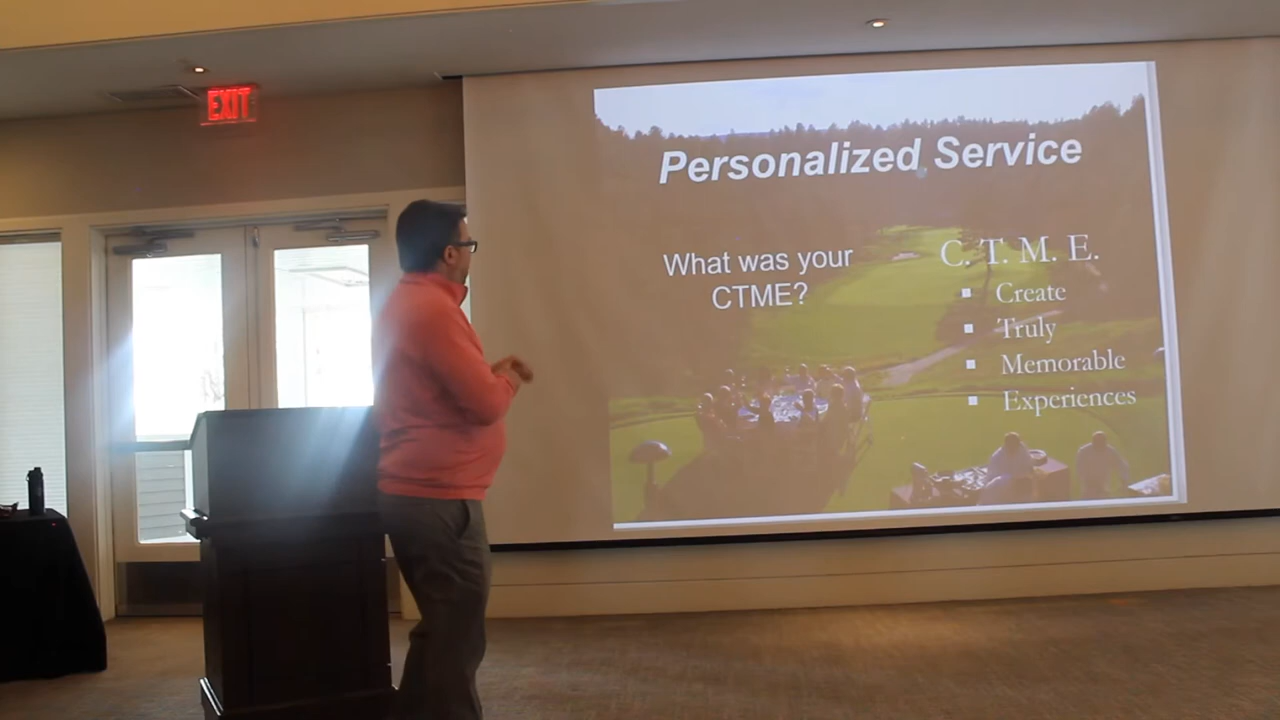 EXIT
Personalized Service
What was your
CTME?
C. T. M. E.
Create
Truly
Memorable
Experiences